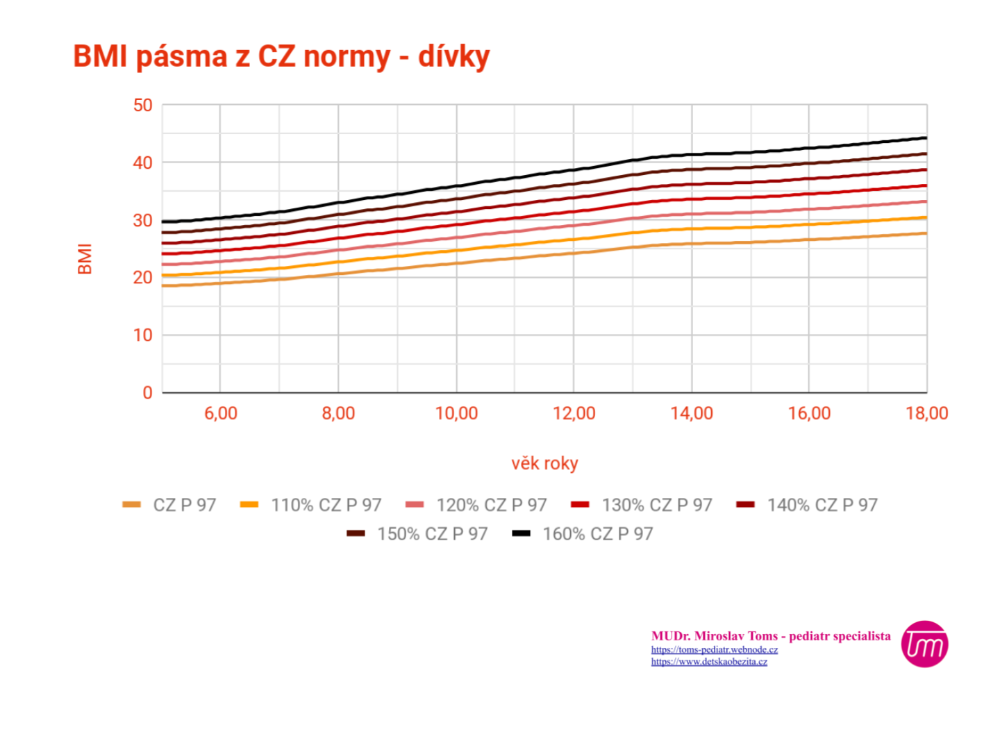 BMI pásma z CZ normy - dívky
50
40
30
20
10
0
BMI
6,00 8,00 10,00 12,00 14,00 16,00 18,00
věk roky
CZ P 97 110% CZ P 97 120% CZ P 97 130% CZ P 97 140% CZ P 97
150% CZ P 97 160% CZ P 97
MUDr. Miroslav Toms - pediatr specialista
https://toms-pediatr.webnode.cz
https://www.detskaobezita.cz
Tm